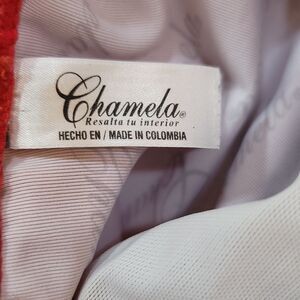 Chamela®
Resalta tu interior
HECHO EN / MADE IN COLOMBIA